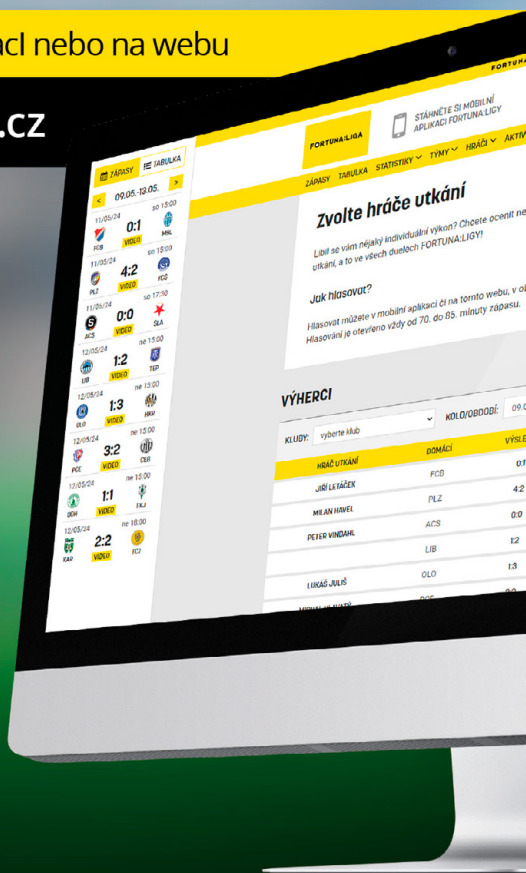 nebo na webu
.cz
FORTUNA:LIGA
STÁHNĚTE SI MOBILNÍ
APLIKACI FORTUNA:LIGY
ZÁPASY TABULKA STATISTIKY TÝMY HRÁČI
ZÁPASY TABULKA
< 09.05.-13.05. >
11/05/24 so 15:00
FCB 0:1 MBL
VIDEO
11/05/24 so 15:00
PLZ 4:2 FCS
VIDEO
11/05/24 so 17:30
ACS 0:0 SLA
VIDEO
12/05/24 ne 15:00
LIB 1:2 TEP
VIDEO
12/05/24 ne 15:00
OLO 1:3 HKR
VIDEO
12/05/24 ne 15:00
PCE 3:2 CEB
VIDEO
12/05/24 ne 15:00
BOH 1:1 FKJ
VIDEO
12/05/24 ne 18:00
KAR 2:2 FCZ
VIDEO
Zvolte hráče utkání
Líbil se vám nějaký individuální výkon? Chcete ocenit
utkání, a to ve všech duelech FORTUNA:LIGY!
Jak hlasovat?
Hlasovat můžete v mobilní aplikaci či na tomto webu, v
Hlasování je otevřeno vždy od 70. do 85. minuty zápasu.
VÝHERCI
KLUBY: vyberte klub KOLO/OBDOBÍ: 09.0
HRÁČ UTKÁNÍ DOMÁCÍ
JIŘÍ LETÁČEK FCB 0:1
MILAN HAVEL PLZ 4:2
PETER VINDAHL ACS 0:0
LIB 1:2
LUKÁŠ JULIŠ OLO 1:3